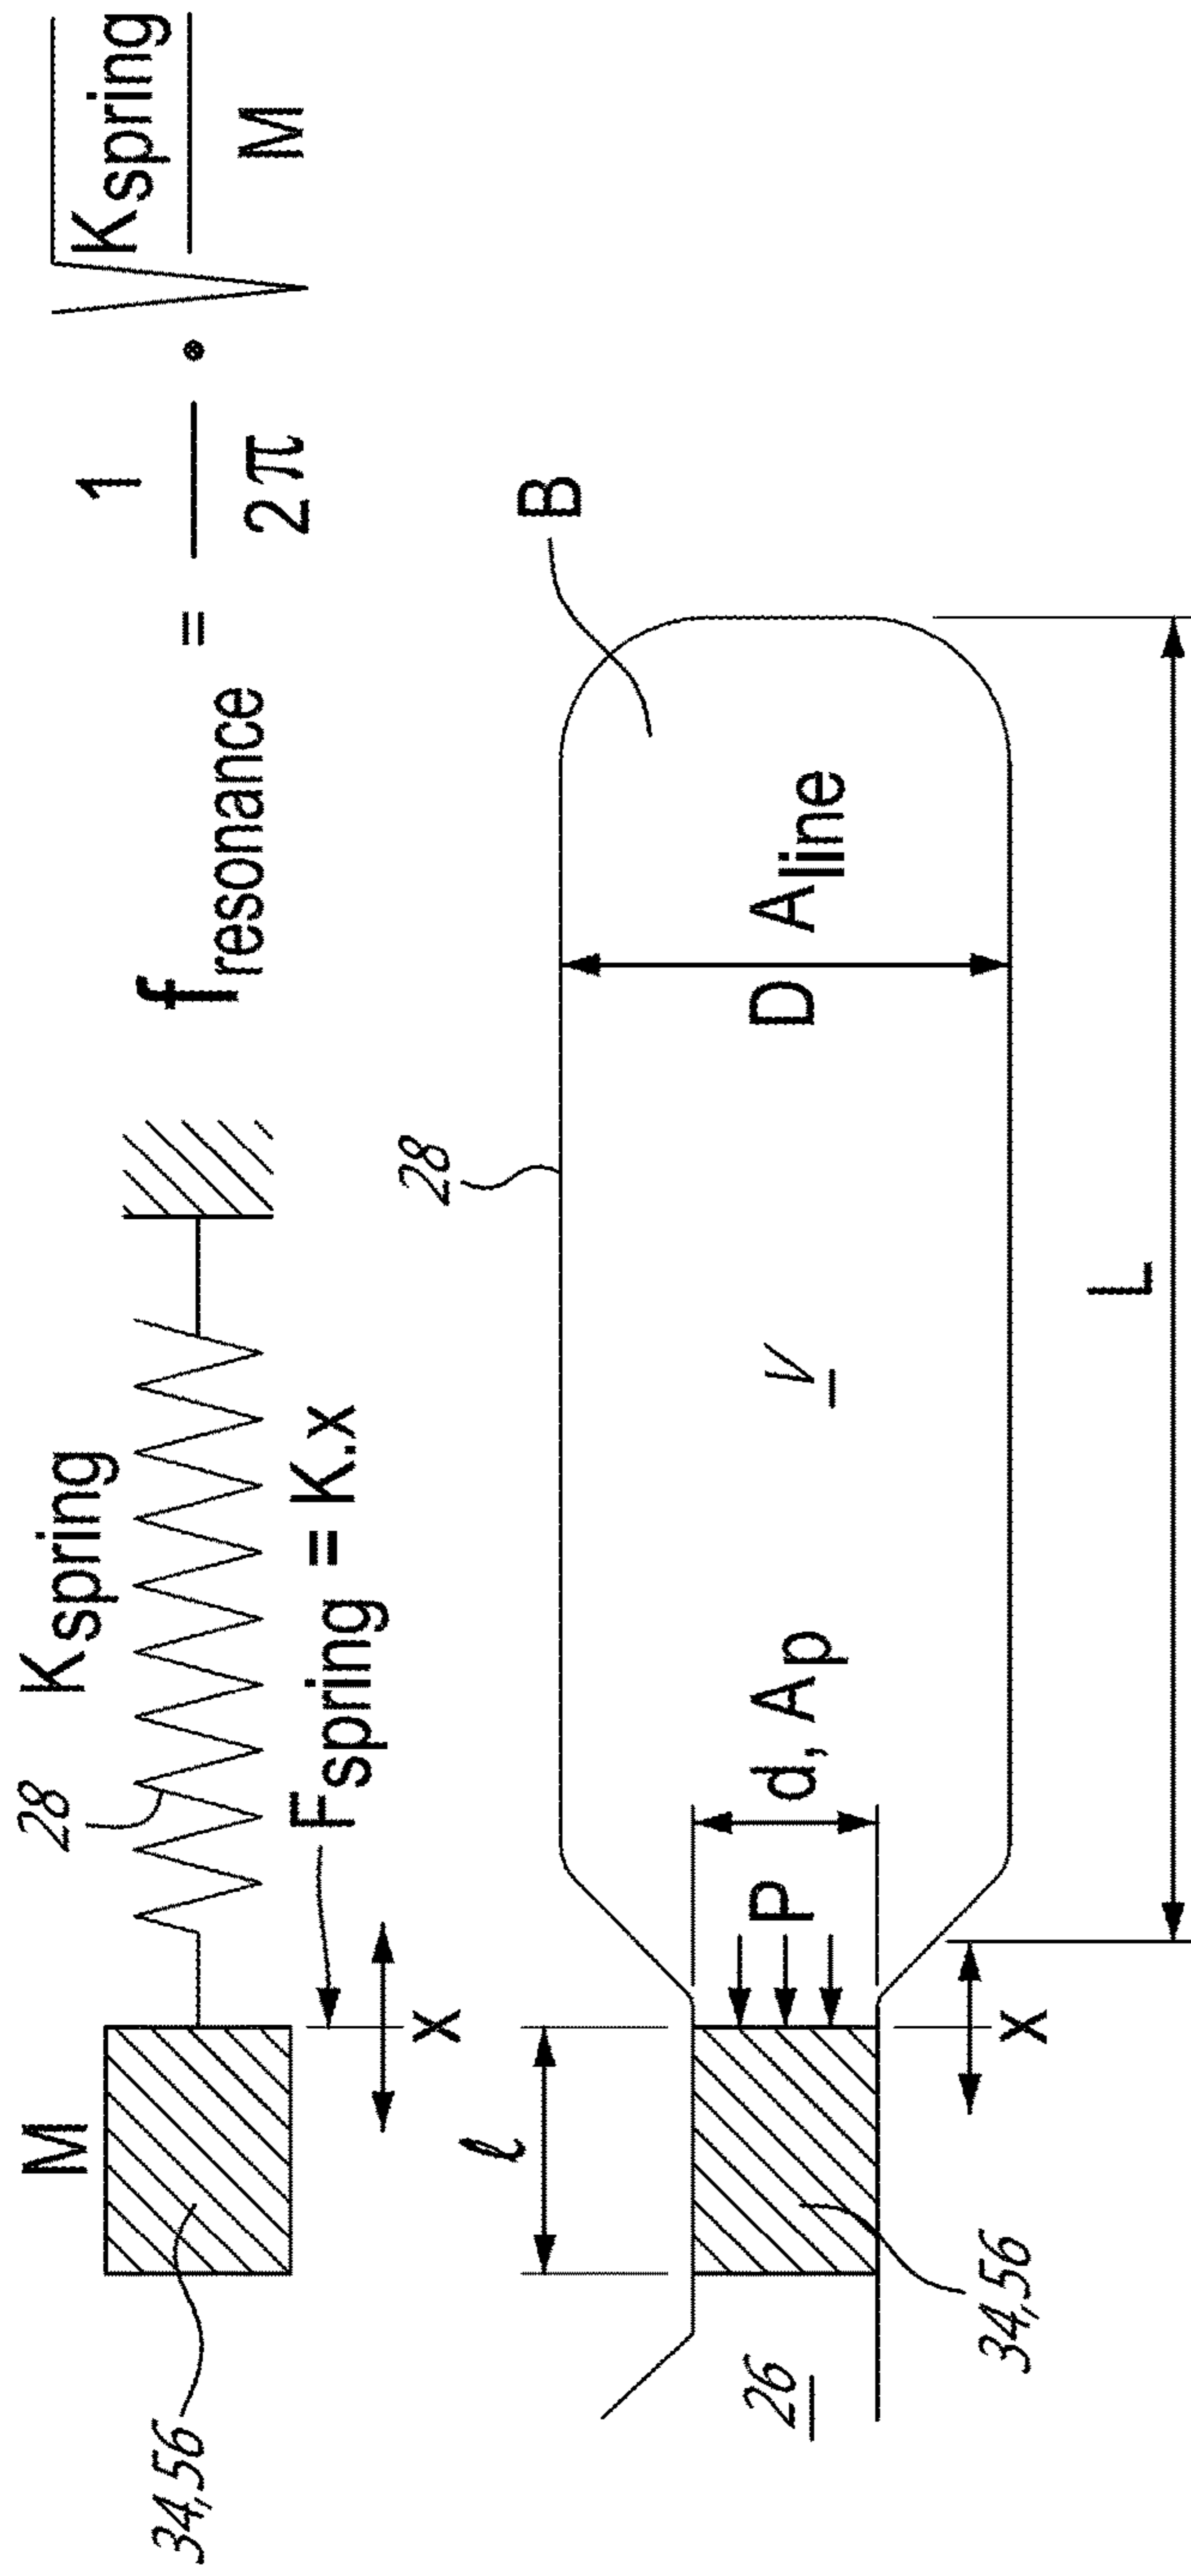 M
28
Kspring
34,56
x
Fspring = K.x
fresonance = 1/2π · √Kspring/M
ℓ
28
B
26
34,56
P
d, Ap
V
D Aline
x
L